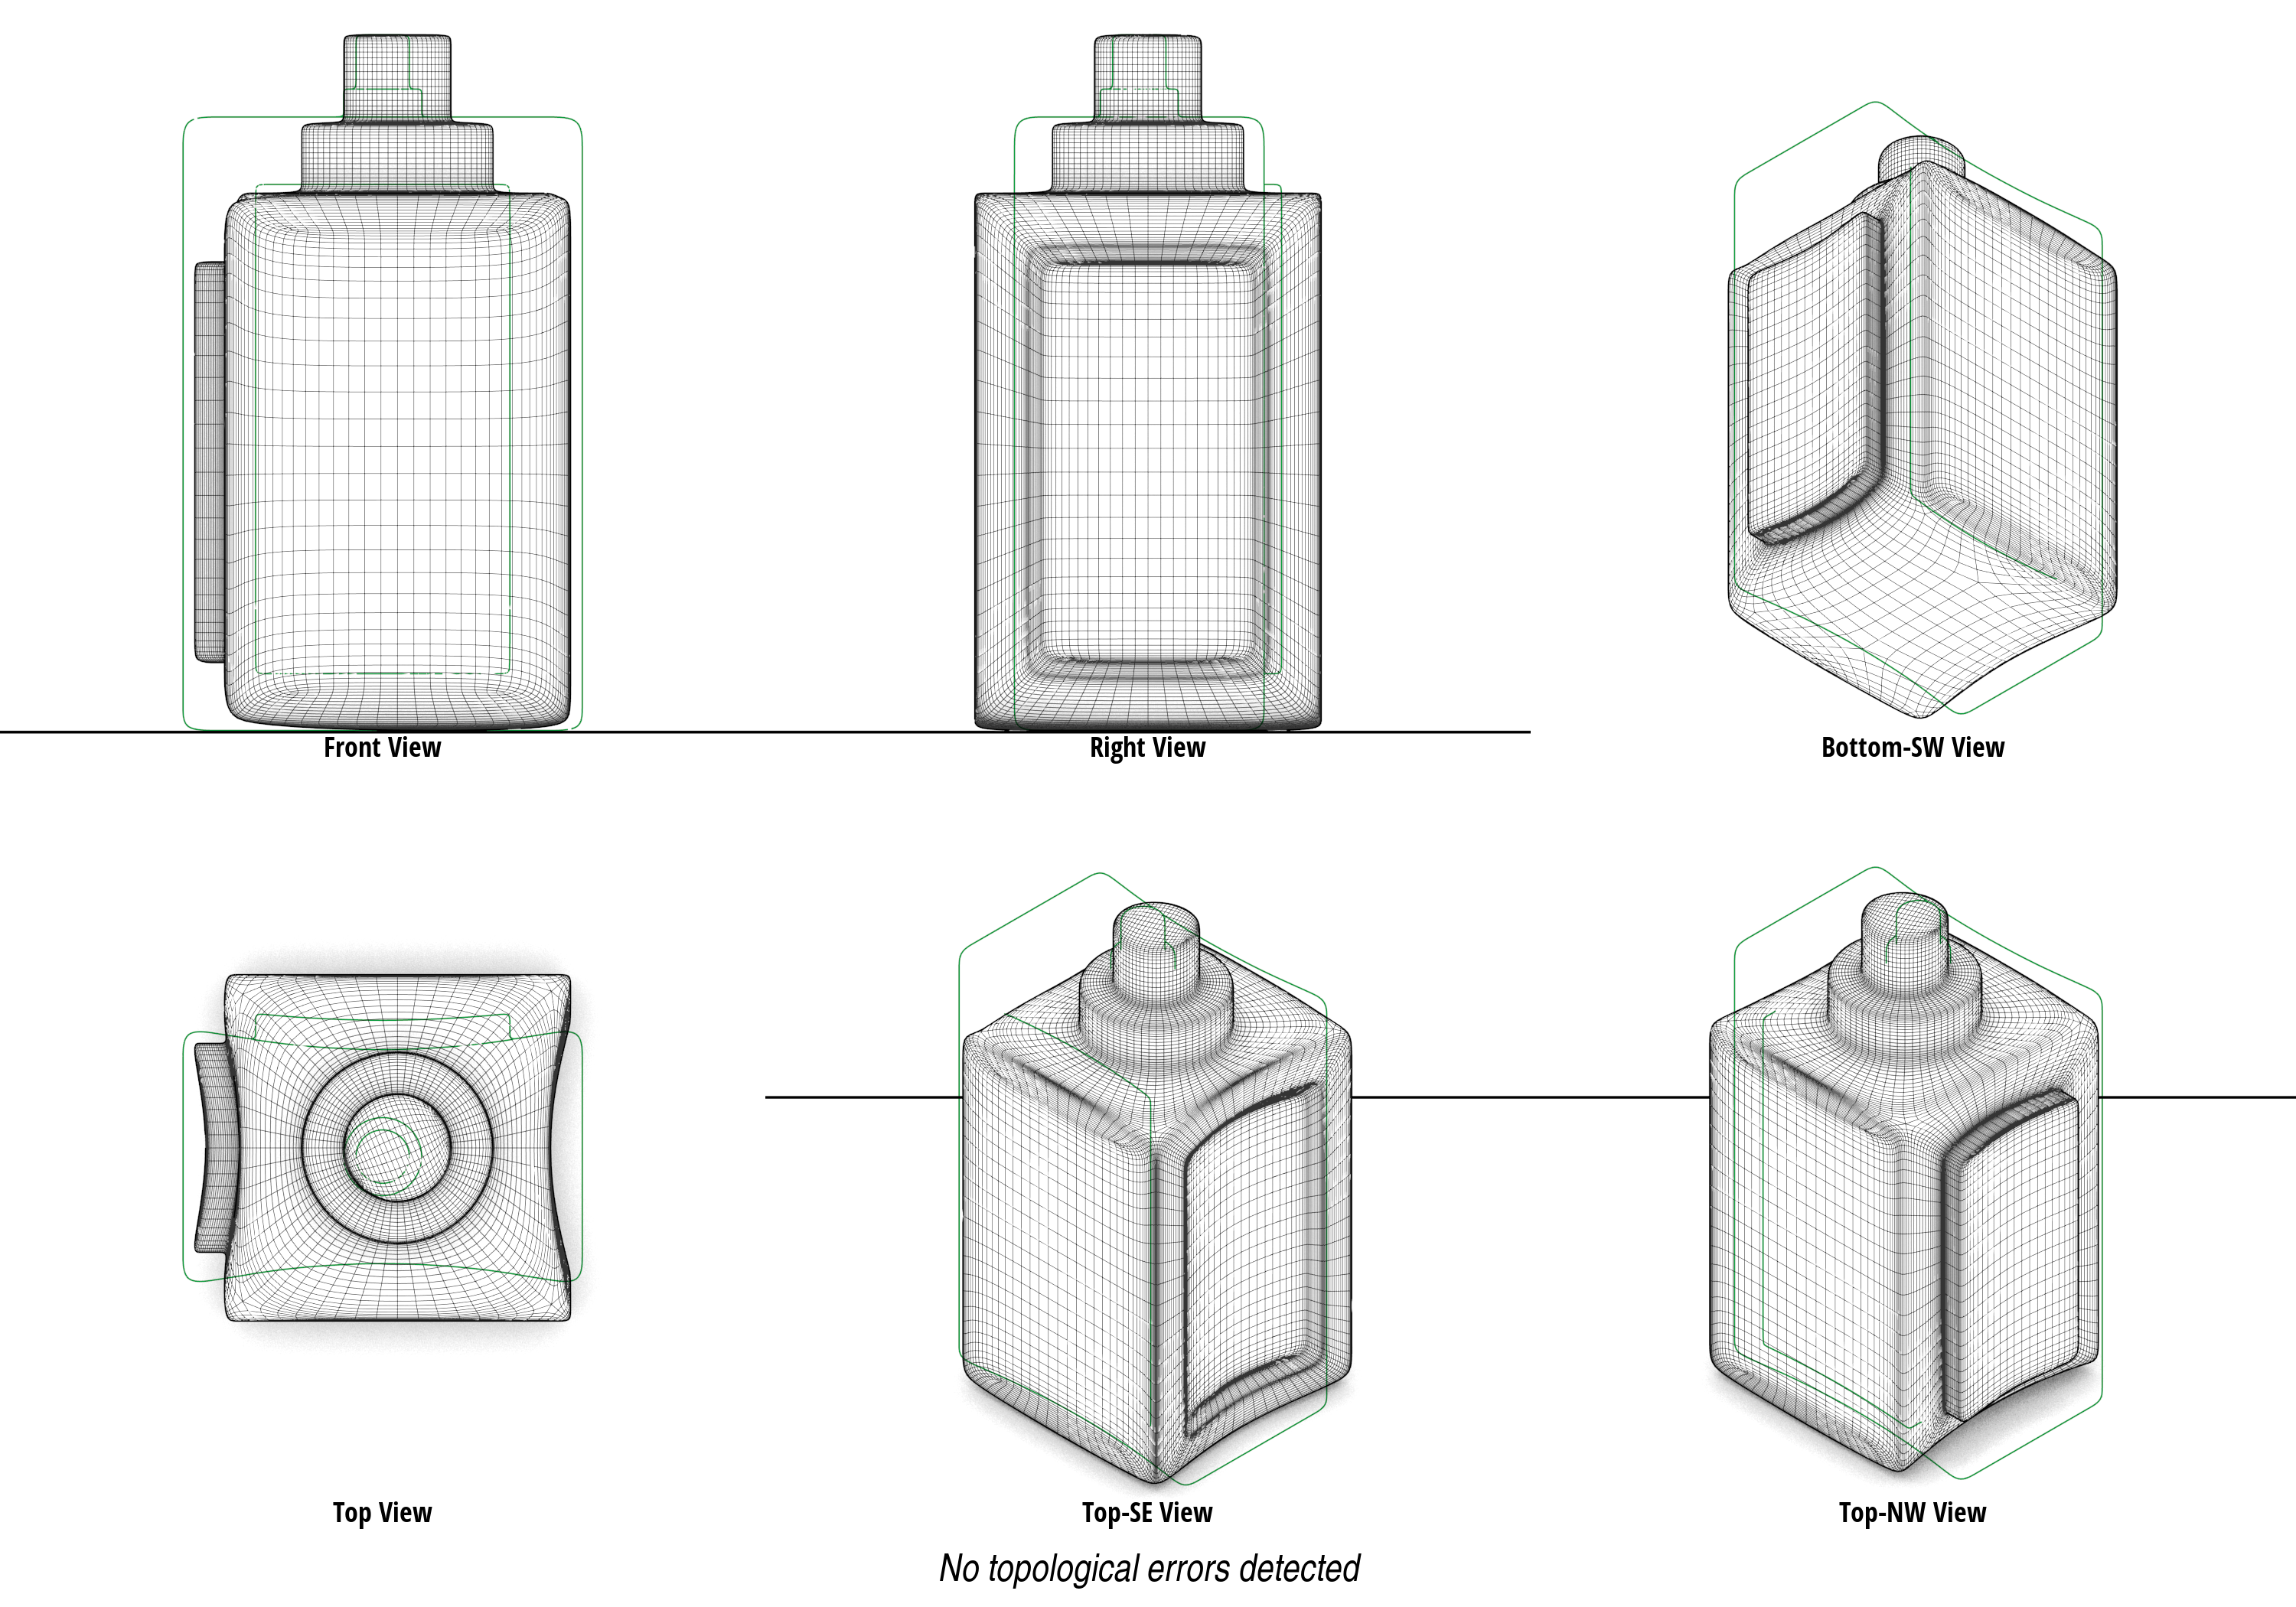 Front View
Right View
Bottom-SW View
Top View
Top-SE View
Top-NW View
No topological errors detected